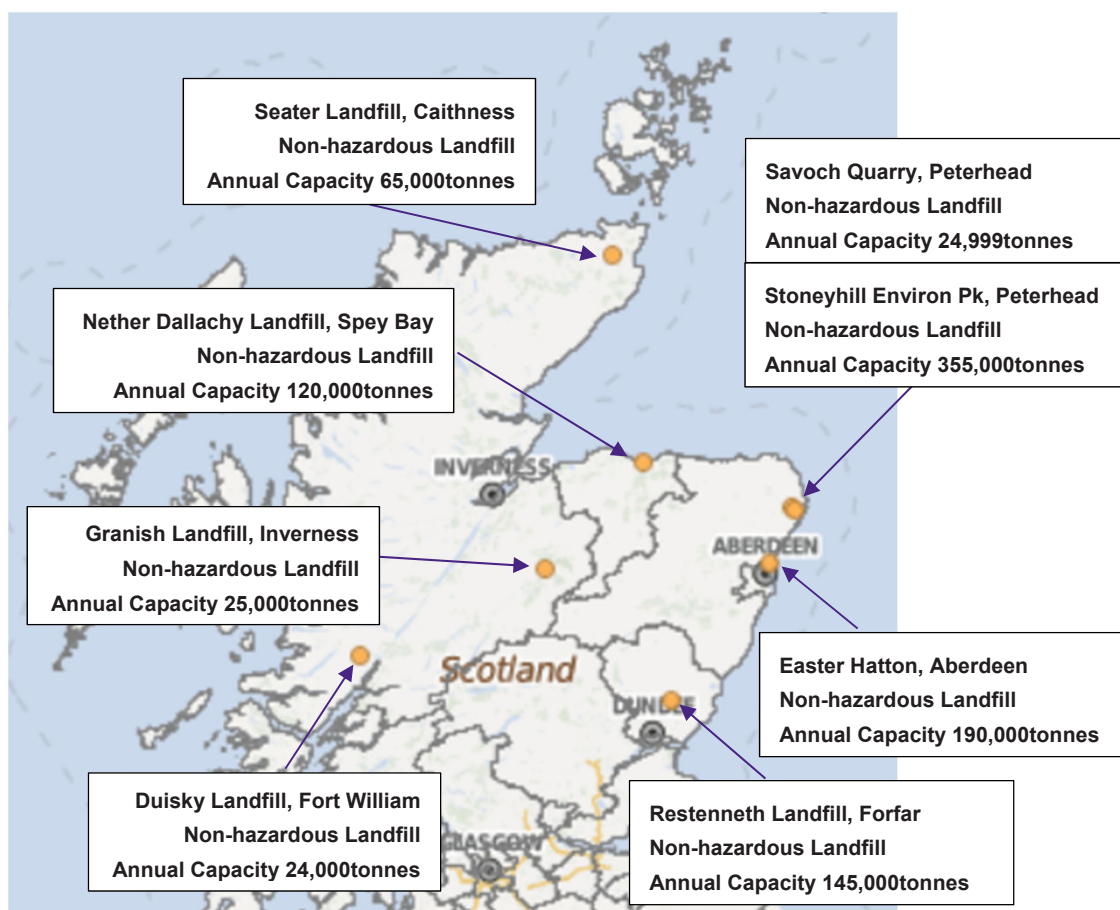 Seater Landfill, Caithness
Non-hazardous Landfill
Annual Capacity 65,000tonnes
Savoch Quarry, Peterhead
Non-hazardous Landfill
Annual Capacity 24,999tonnes
Stoneyhill Environ Pk, Peterhead
Non-hazardous Landfill
Annual Capacity 355,000tonnes
Nether Dallachy Landfill, Spey Bay
Non-hazardous Landfill
Annual Capacity 120,000tonnes
INVERNESS
Granish Landfill, Inverness
Non-hazardous Landfill
Annual Capacity 25,000tonnes
ABERDEEN
Scotland
Easter Hatton, Aberdeen
Non-hazardous Landfill
Annual Capacity 190,000tonnes
DUNDEE
Duisky Landfill, Fort William
Non-hazardous Landfill
Annual Capacity 24,000tonnes
GLASGOW
Restenneth Landfill, Forfar
Non-hazardous Landfill
Annual Capacity 145,000tonnes